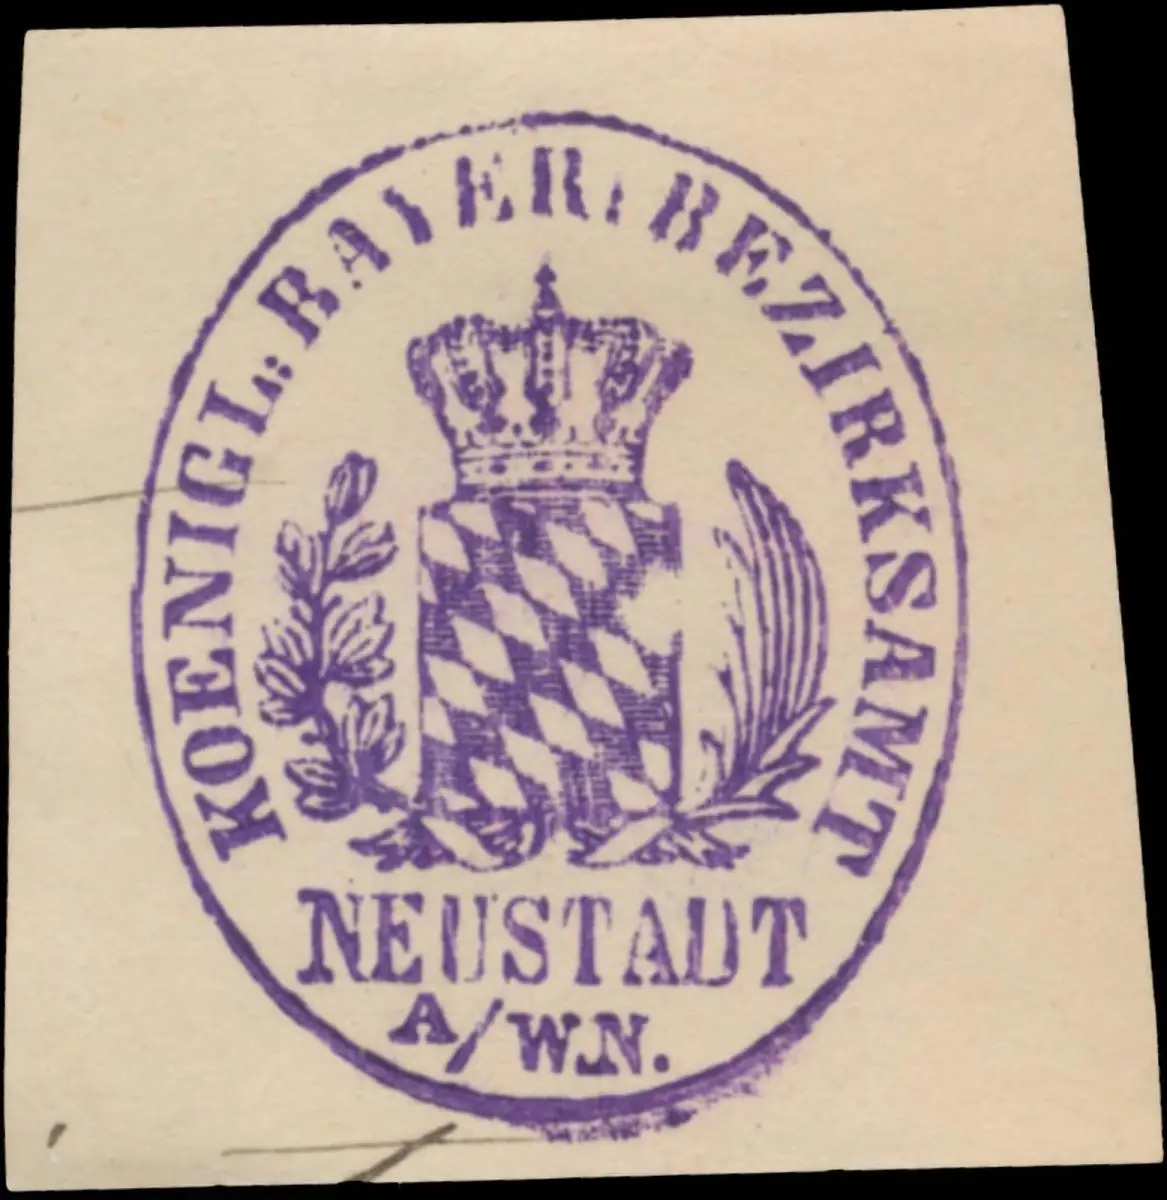 KOENIGL: BAYER: BEZIRKSAMT
NEUSTADT
A/W.N.